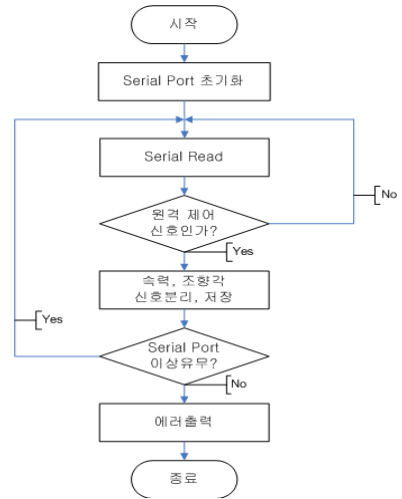 시작
Serial Port 초기화
Serial Read
원격 제어
신호인가?
No
Yes
속력, 조향각
신호분리, 저장
Yes
Serial Port
이상유무?
No
에러출력
종료